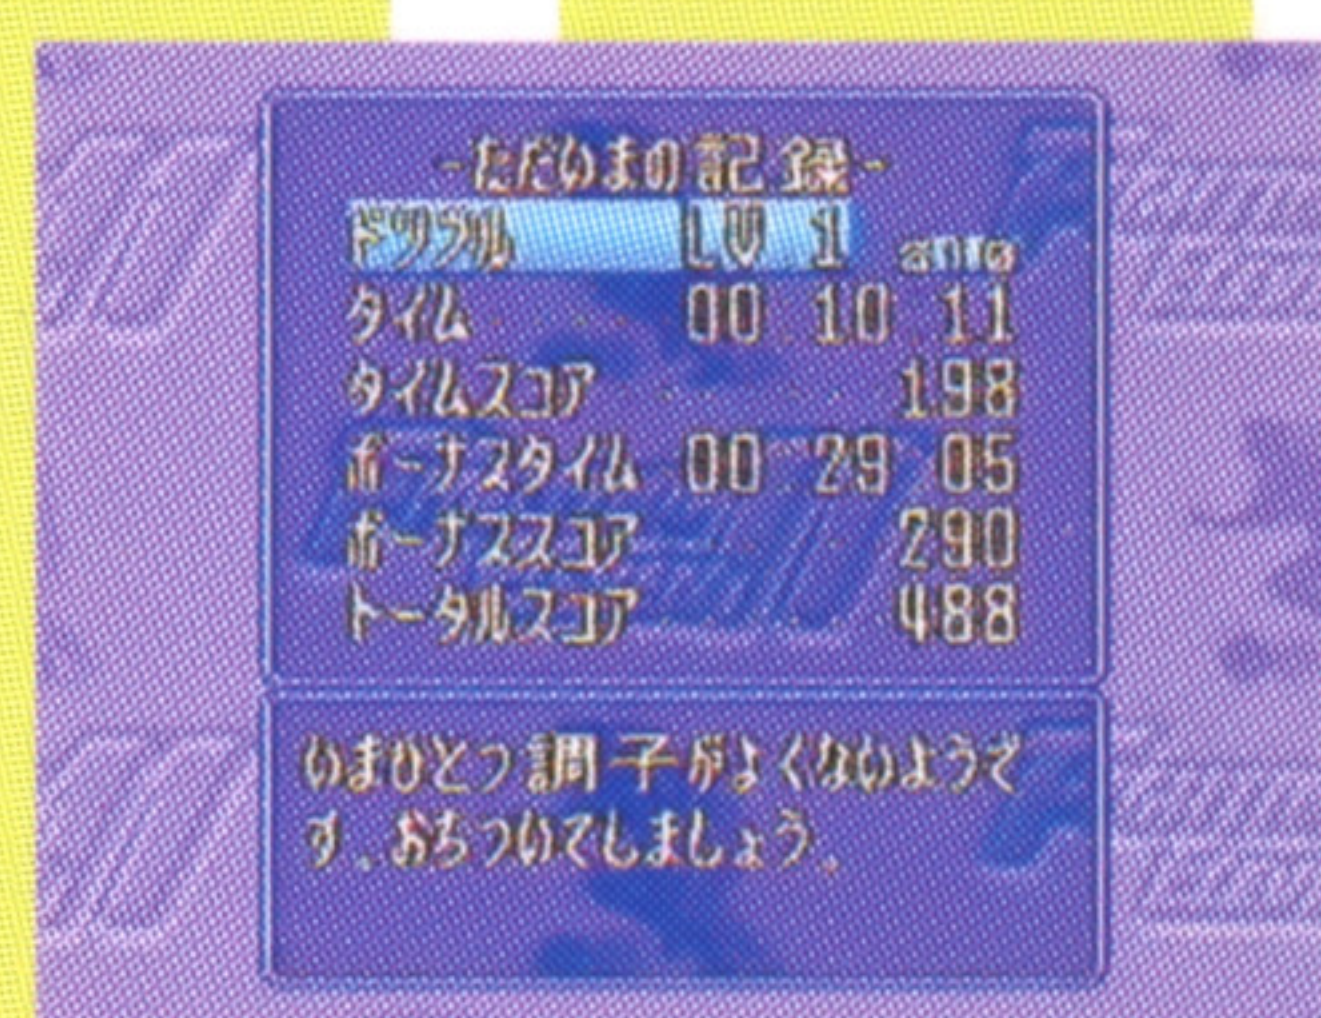 -ただいまの記録-
ドリブル LV 1 auto
タイム 00 10 11
タイムスコア 198
ボーナスタイム 00 29 05
ボーナススコア 290
トータルスコア 488
いまひとつ調子がよくないようで
す。おちついてしましょう。